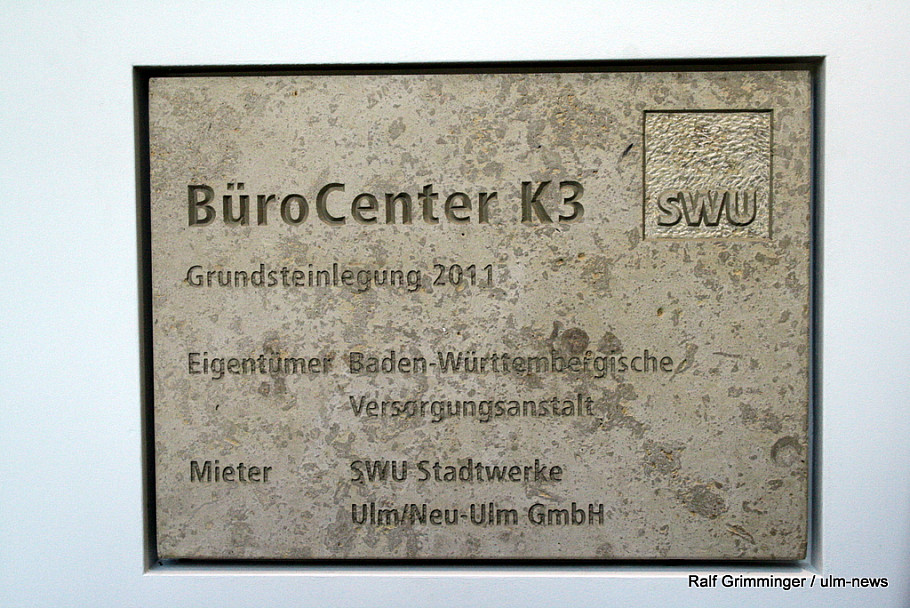 BüroCenter K3
SWU
Grundsteinlegung 2011
Eigentümer Baden-Württembergische
Versorgungsanstalt
Mieter SWU Stadtwerke
Ulm/Neu-Ulm GmbH
Ralf Grimminger / ulm-news